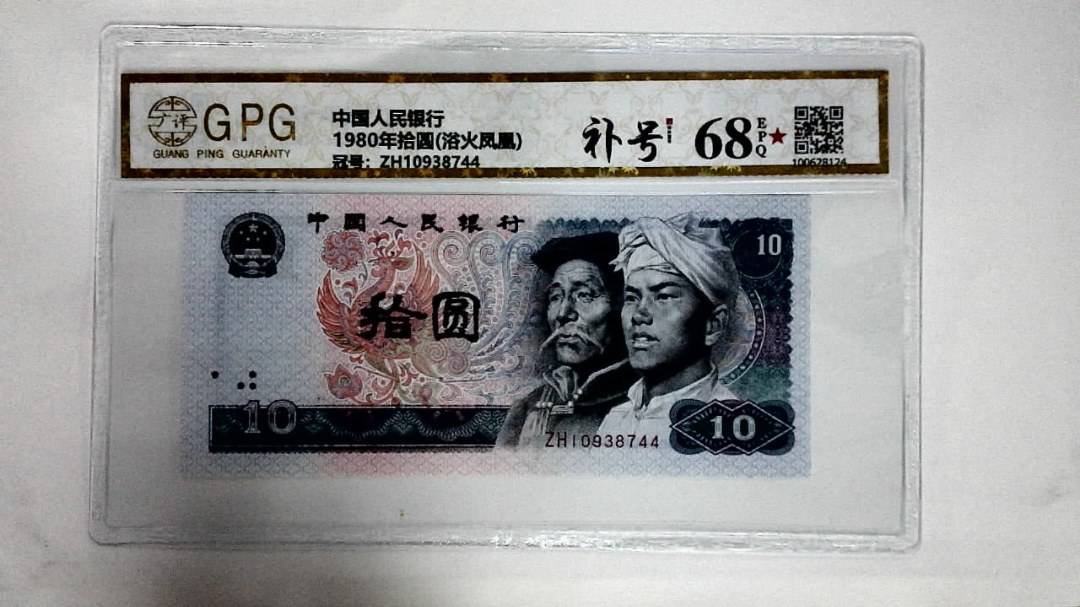 广评
GPG
GUANG PING GUARANTY
中国人民银行
1980年拾圆(浴火凤凰)
冠号：ZH10938744
补号
68
EPQ
100628124
中国人民银行
10
拾圆
10
ZH10938744
10